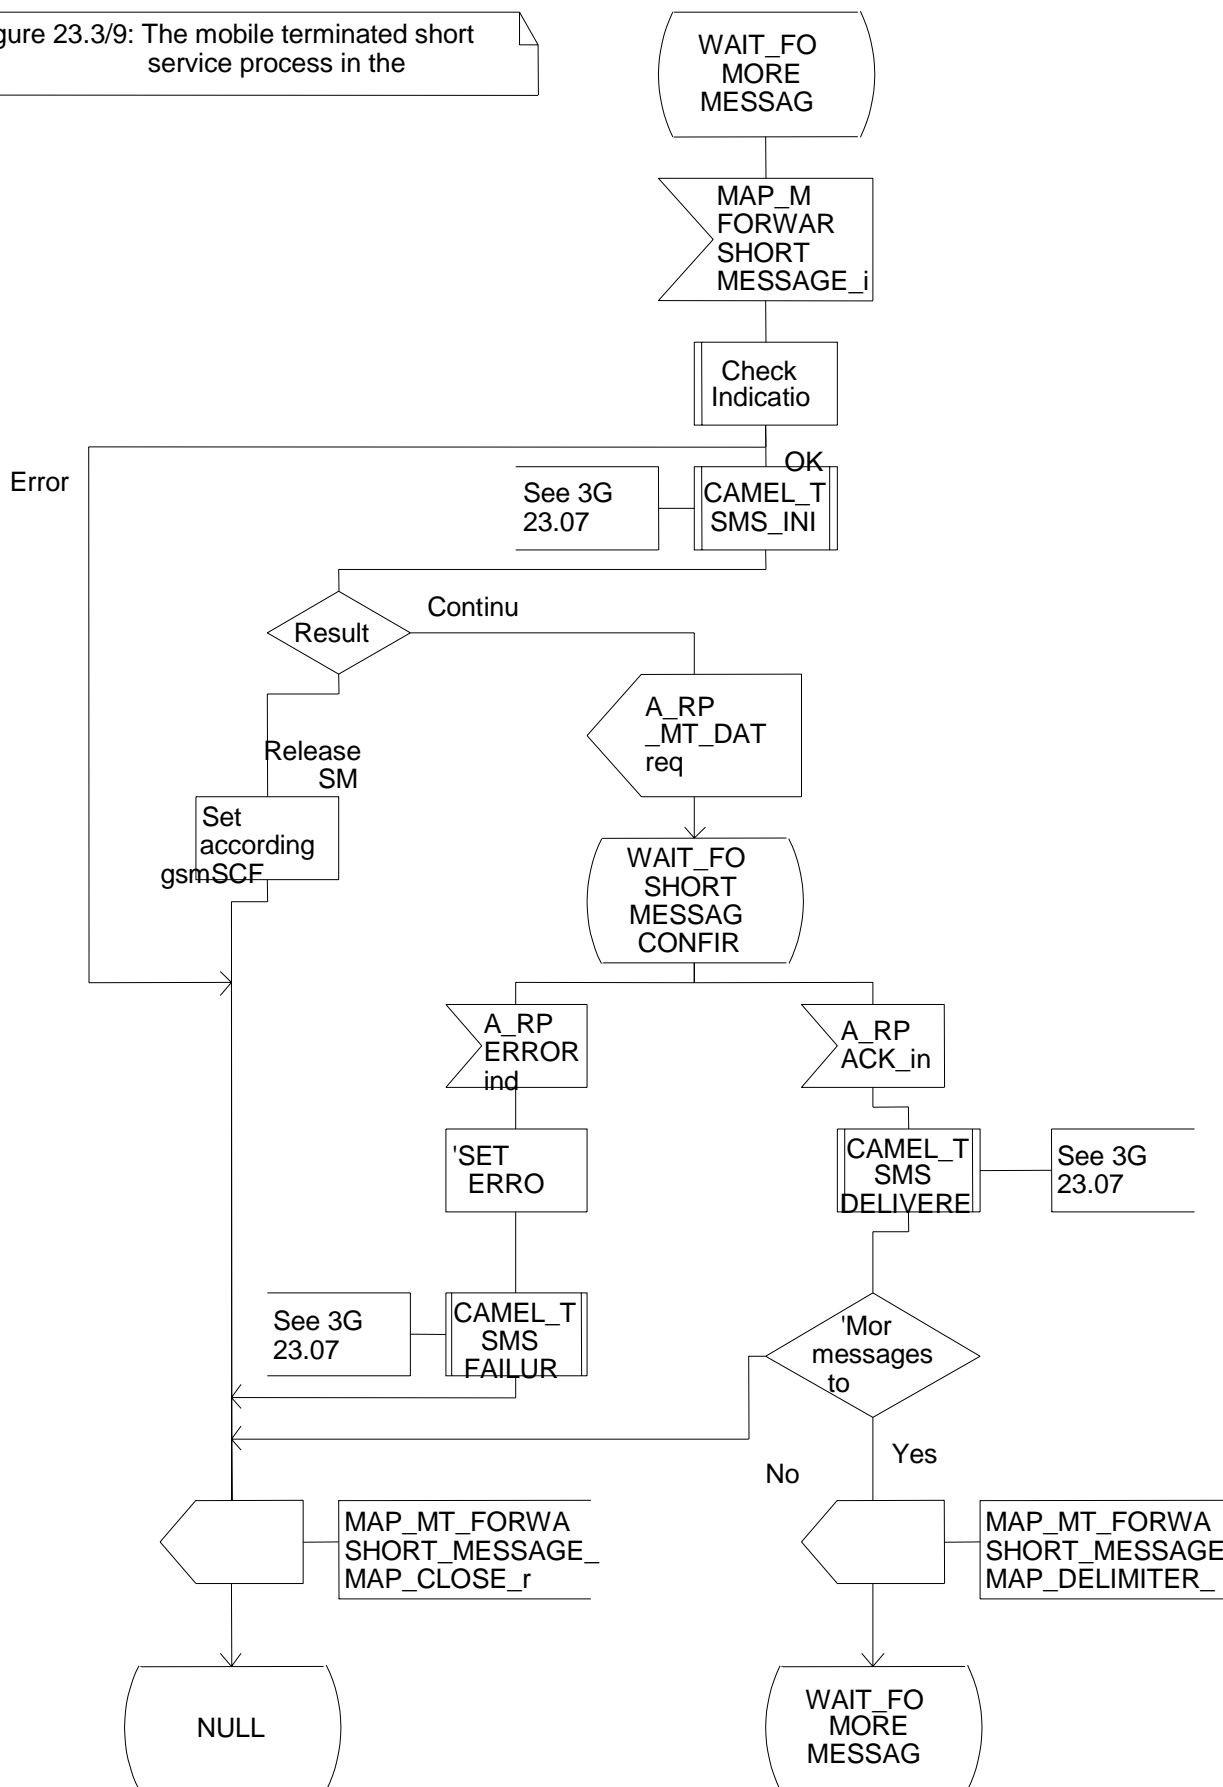 gure 23.3/9: The mobile terminated short
service process in the
WAIT_FO
MORE
MESSAG
MAP_M
FORWAR
SHORT
MESSAGE_i
Check
Indicatio
Error
OK
See 3G
23.07
CAMEL_T
SMS_INI
Continu
Result
A_RP
_MT_DAT
req
Release
SM
Set
according
gsmSCF
WAIT_FO
SHORT
MESSAG
CONFIR
A_RP
ERROR
ind
A_RP
ACK_in
'SET
ERRO
CAMEL_T
SMS
DELIVERE
See 3G
23.07
See 3G
23.07
CAMEL_T
SMS
FAILUR
'Mor
messages
to
No
Yes
MAP_MT_FORWA
SHORT_MESSAGE_
MAP_CLOSE_r
MAP_MT_FORWA
SHORT_MESSAGE
MAP_DELIMITER_
NULL
WAIT_FO
MORE
MESSAG